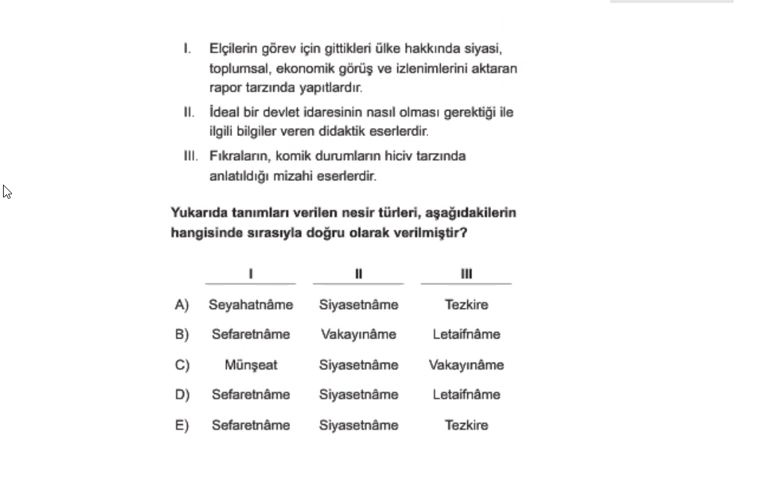 I. Elçilerin görev için gittikleri ülke hakkında siyasi,
toplumsal, ekonomik görüş ve izlenimlerini aktaran
rapor tarzında yapıtlardır.
II. İdeal bir devlet idaresinin nasıl olması gerektiği ile
ilgili bilgiler veren didaktik eserlerdir.
III. Fıkraların, komik durumların hiciv tarzında
anlatıldığı mizahi eserlerdir.
Yukarıda tanımları verilen nesir türleri, aşağıdakilerin
hangisinde sırasıyla doğru olarak verilmiştir?
I II III
A) Seyahatnâme Siyasetnâme Tezkire
B) Sefaretnâme Vakayınâme Letaifnâme
C) Münşeat Siyasetnâme Vakayınâme
D) Sefaretnâme Siyasetnâme Letaifnâme
E) Sefaretnâme Siyasetnâme Tezkire